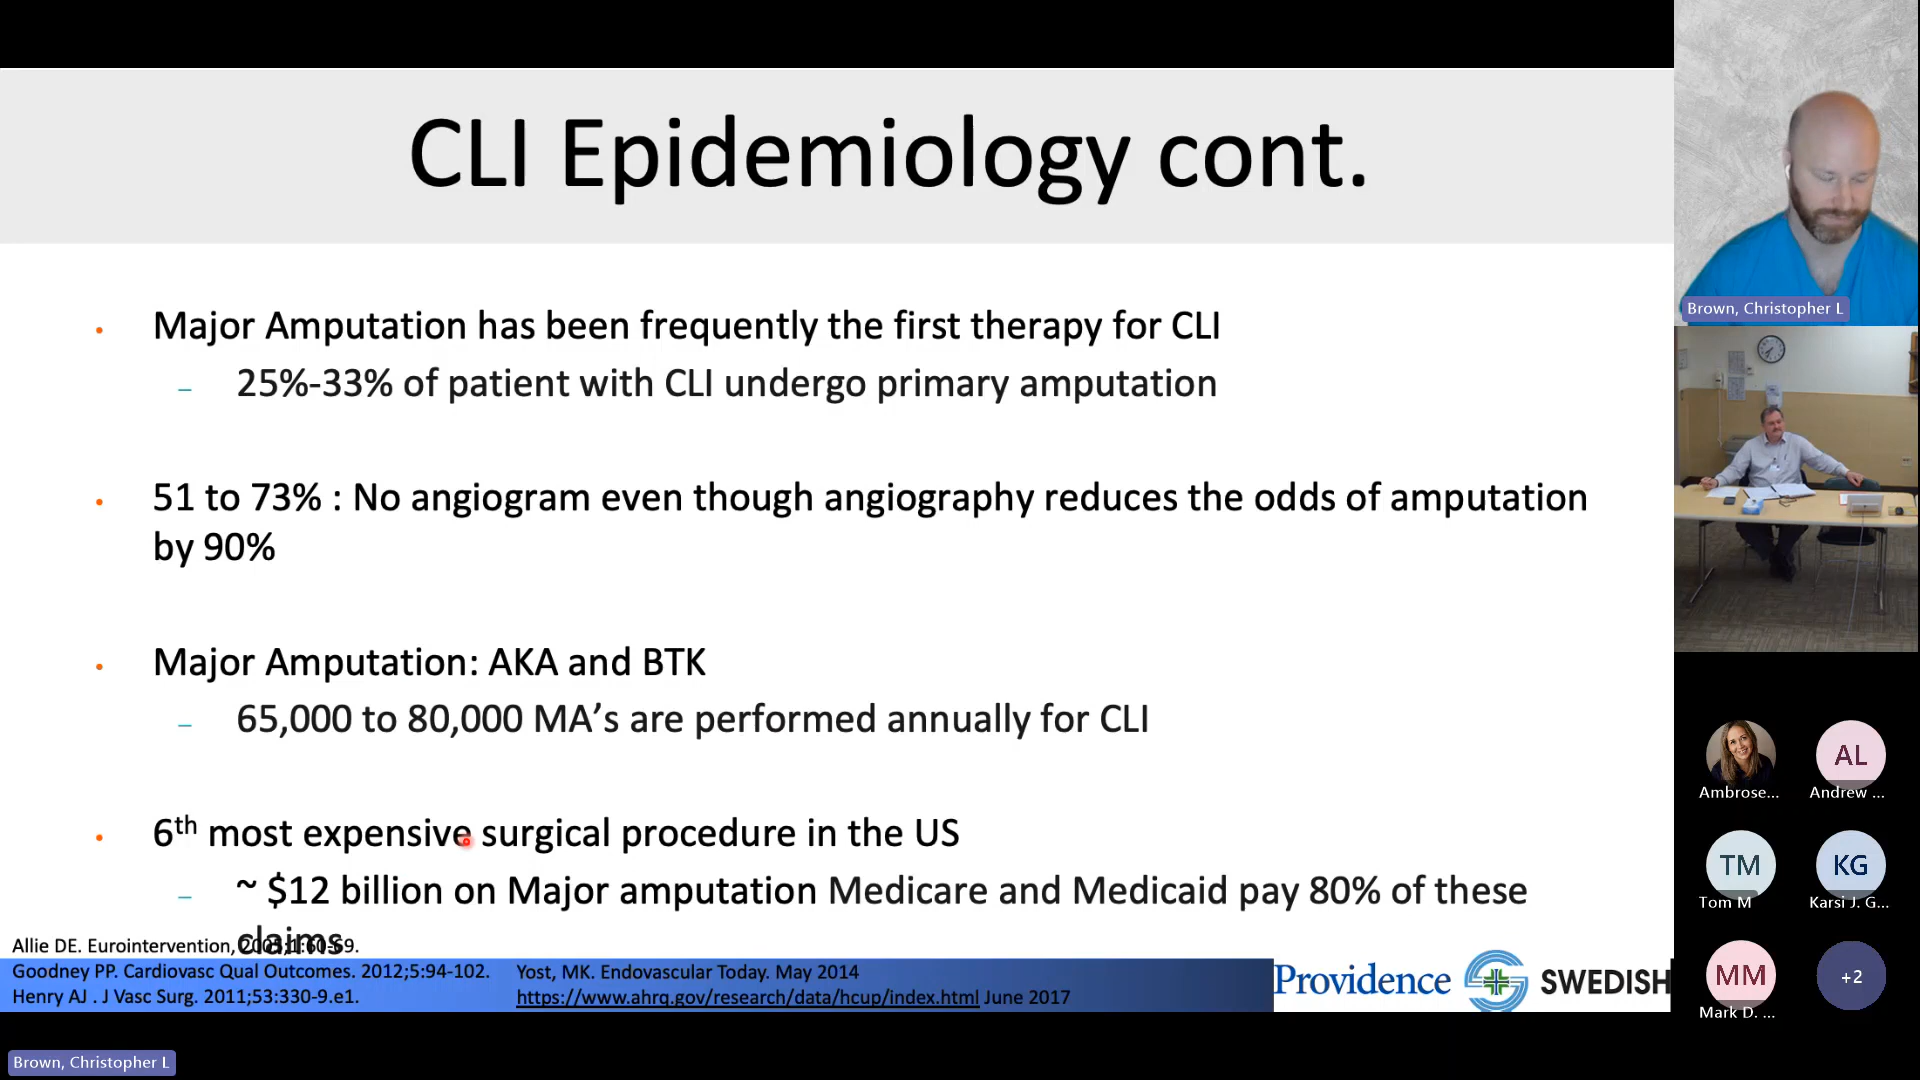 CLI Epidemiology cont.
• Major Amputation has been frequently the first therapy for CLI
– 25%-33% of patient with CLI undergo primary amputation
• 51 to 73% : No angiogram even though angiography reduces the odds of amputation
by 90%
• Major Amputation: AKA and BTK
– 65,000 to 80,000 MA’s are performed annually for CLI
• 6th most expensive surgical procedure in the US
– ~ $12 billion on Major amputation Medicare and Medicaid pay 80% of these
claims
Allie DE. Eurointervention, 2005;1:60-69.
Goodney PP. Cardiovasc Qual Outcomes. 2012;5:94-102.
Henry AJ . J Vasc Surg. 2011;53:330-9.e1.
Yost, MK. Endovascular Today. May 2014
https://www.ahrq.gov/research/data/hcup/index.html June 2017
Providence SWEDISH
Brown, Christopher L
Brown, Christopher L
Ambrose...
AL
Andrew ...
TM
Tom M
KG
Karsi J. G...
MM
Mark D. ...
+2